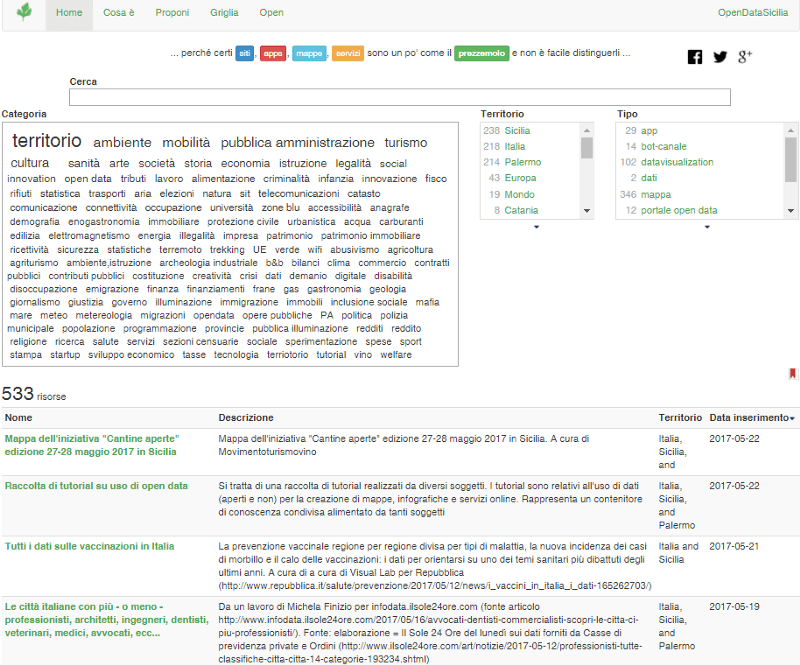 Home Cosa è Proponi Griglia Open OpenDataSicilia
... perché certi siti, apps, mappe, servizi sono un po' come il prezzemolo e non è facile distinguerli ...
Cerca
Categoria
territorio ambiente mobilità pubblica amministrazione turismo
cultura sanità arte società storia economia istruzione legalità social
innovation open data tributi lavoro alimentazione criminalità infanzia innovazione fisco
rifiuti statistica trasporti aria elezioni natura sit telecomunicazioni catasto
comunicazione connettività occupazione università zone blu accessibilità anagrafe
demografia enogastronomia immobiliare protezione civile urbanistica acqua carburanti
edilizia elettromagnetismo energia illegalità impresa patrimonio patrimonio immobiliare
ricettività sicurezza statistiche terremoto trekking UE verde wifi abusivismo agricoltura
agriturismo ambiente,istruzione archeologia industriale b&b bilanci clima commercio contratti
pubblici contributi pubblici costituzione creatività crisi dati demanio digitale disabilità
disoccupazione emigrazione finanza finanziamenti frane gas gastronomia geologia
giornalismo giustizia governo illuminazione immigrazione immobili inclusione sociale mafia
mare meteo metereologia migrazioni opendata opere pubbliche PA politica polizia
municipale popolazione programmazione provincie pubblica illuminazione redditi reddito
religione ricerca salute servizi sezioni censuarie sociale sperimentazione spese sport
stampa startup sviluppo economico tasse tecnologia terriotorio tutorial vino welfare
Territorio
238 Sicilia
218 Italia
214 Palermo
43 Europa
19 Mondo
8 Catania
Tipo
29 app
14 bot-canale
102 datavisualization
2 dati
346 mappa
12 portale open data
533 risorse
Nome Descrizione Territorio Data inserimento
Mappa dell'iniziativa "Cantine aperte"
edizione 27-28 maggio 2017 in Sicilia
Mappa dell'iniziativa "Cantine aperte" edizione 27-28 maggio 2017 in Sicilia. A cura di
Movimentoturismovino
Italia,
Sicilia,
and
2017-05-22
Raccolta di tutorial su uso di open data
Si tratta di una raccolta di tutorial realizzati da diversi soggetti. I tutorial sono relativi all'uso di dati
(aperti e non) per la creazione di mappe, infografiche e servizi online. Rappresenta un contenitore
di conoscenza condivisa alimentato da tanti soggetti
Italia,
Sicilia,
and
Palermo
2017-05-22
Tutti i dati sulle vaccinazioni in Italia
La prevenzione vaccinale regione per regione divisa per tipi di malattia, la nuova incidenza dei casi
di morbillo e il calo delle vaccinazioni: i dati per orientarsi su uno dei temi sanitari più dibattuti degli
ultimi anni. A cura di a cura di Visual Lab per Repubblica
(http://www.repubblica.it/salute/prevenzione/2017/05/12/news/i_vaccini_in_italia_i_dati-165262703/)
Italia and
Sicilia
2017-05-21
Le città italiane con più - o meno -
professionisti, architetti, ingegneri, dentisti,
veterinari, medici, avvocati, ecc...
Da un lavoro di Michela Finizio per infodata.ilsole24ore.com (fonte articolo
http://www.infodata.ilsole24ore.com/2017/05/16/avvocati-dentisti-commercialisti-scopri-le-citta-ci-
piu-professionisti/). Fonte: elaborazione = Il Sole 24 Ore del lunedì sui dati forniti da Casse di
previdenza private e Ordini (http://www.ilsole24ore.com/art/notizie/2017-05-12/professionisti-tutte-
classifiche-citta-citta-14-categorie-193234.shtml)
Italia,
Sicilia,
and
Palermo
2017-05-19